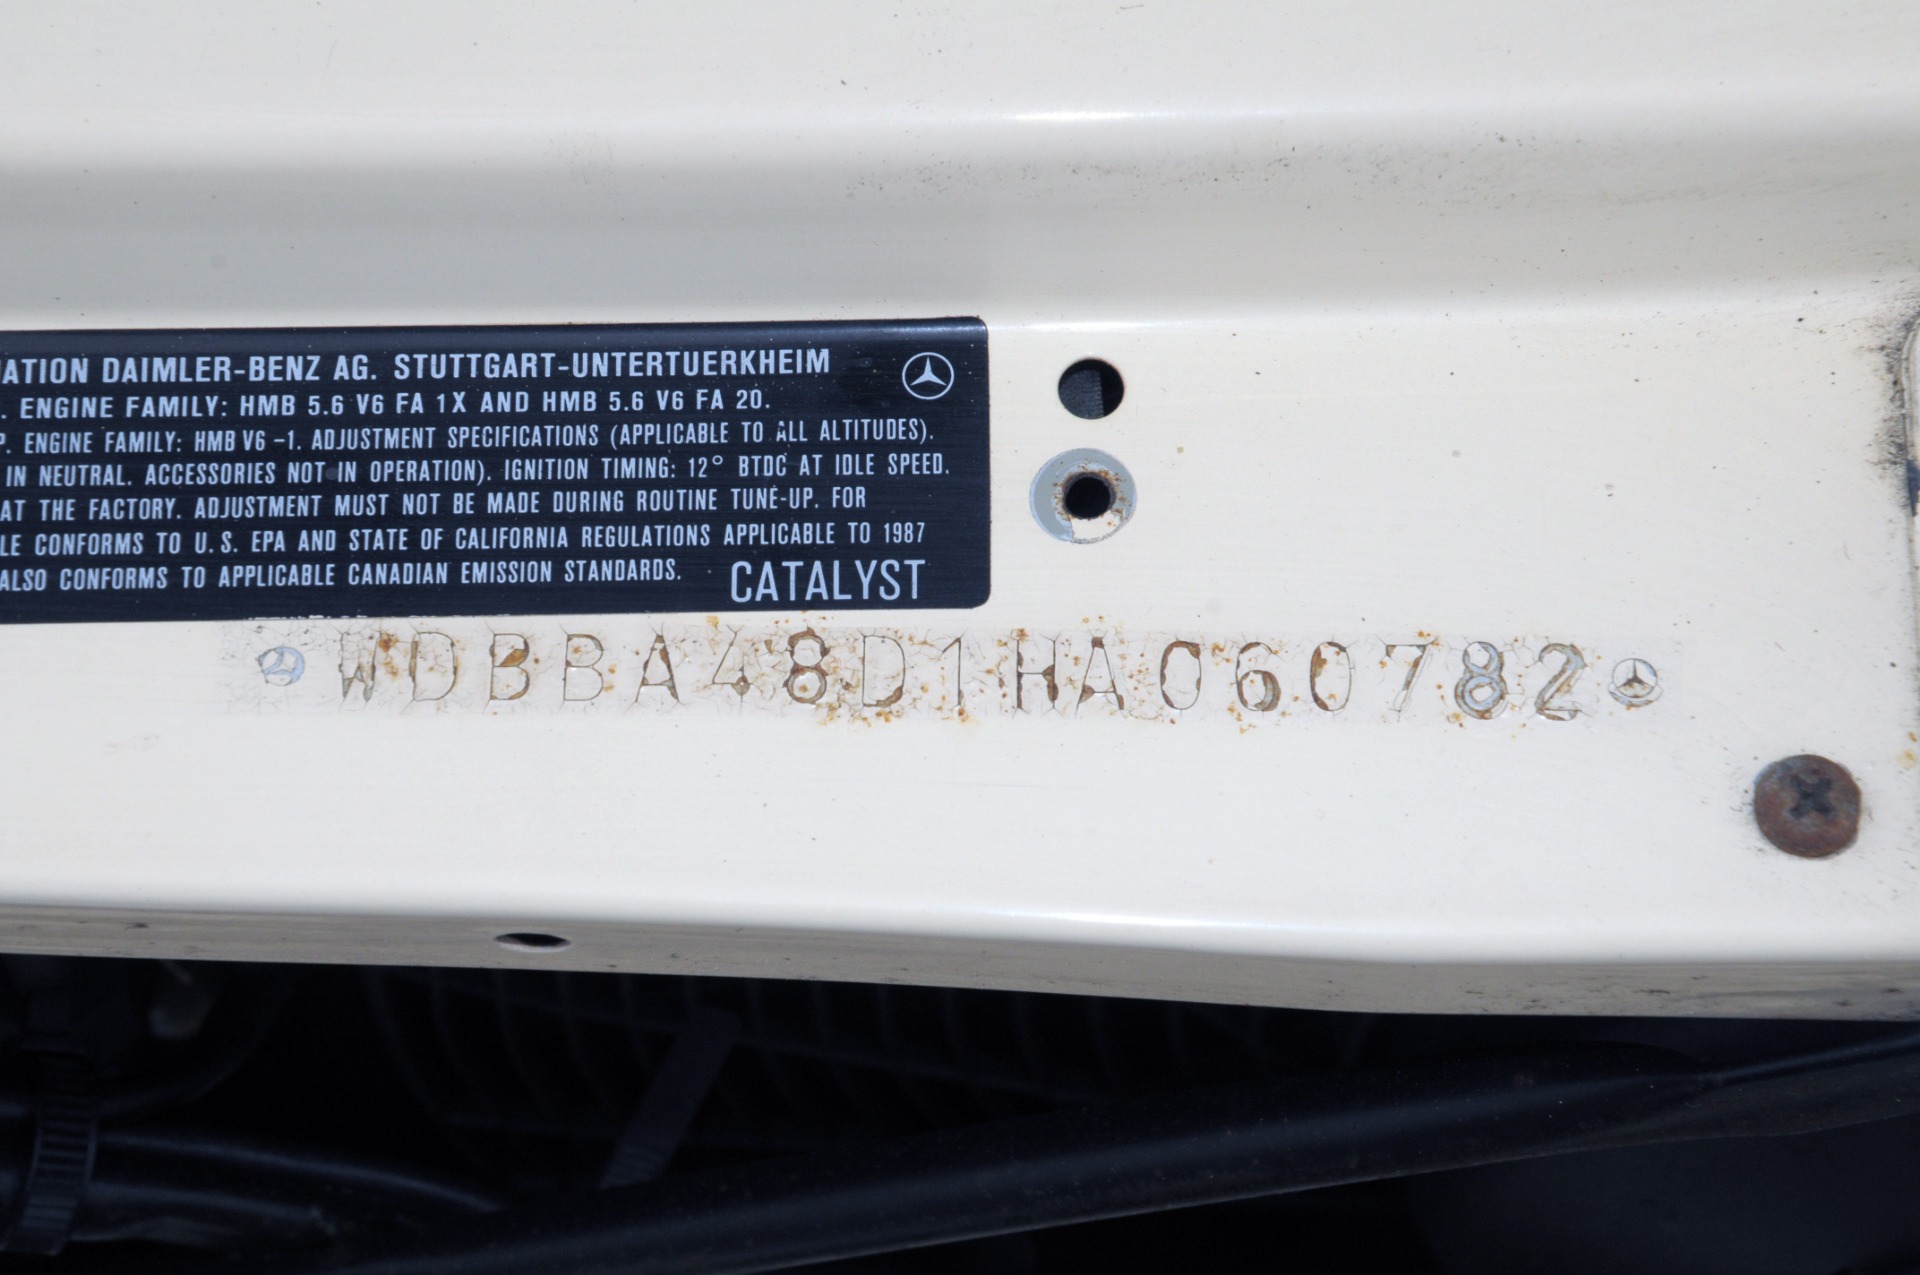 ATION DAIMLER-BENZ AG. STUTTGART-UNTERTUERKHEIM
. ENGINE FAMILY: HMB 5.6 V6 FA 1X AND HMB 5.6 V6 FA 20.
P. ENGINE FAMILY: HMB V6 -1. ADJUSTMENT SPECIFICATIONS (APPLICABLE TO ALL ALTITUDES).
IN NEUTRAL. ACCESSORIES NOT IN OPERATION). IGNITION TIMING: 12° BTDC AT IDLE SPEED.
AT THE FACTORY. ADJUSTMENT MUST NOT BE MADE DURING ROUTINE TUNE-UP. FOR
LE CONFORMS TO U.S. EPA AND STATE OF CALIFORNIA REGULATIONS APPLICABLE TO 1987
ALSO CONFORMS TO APPLICABLE CANADIAN EMISSION STANDARDS. CATALYST
WDBBA48D1HA060782